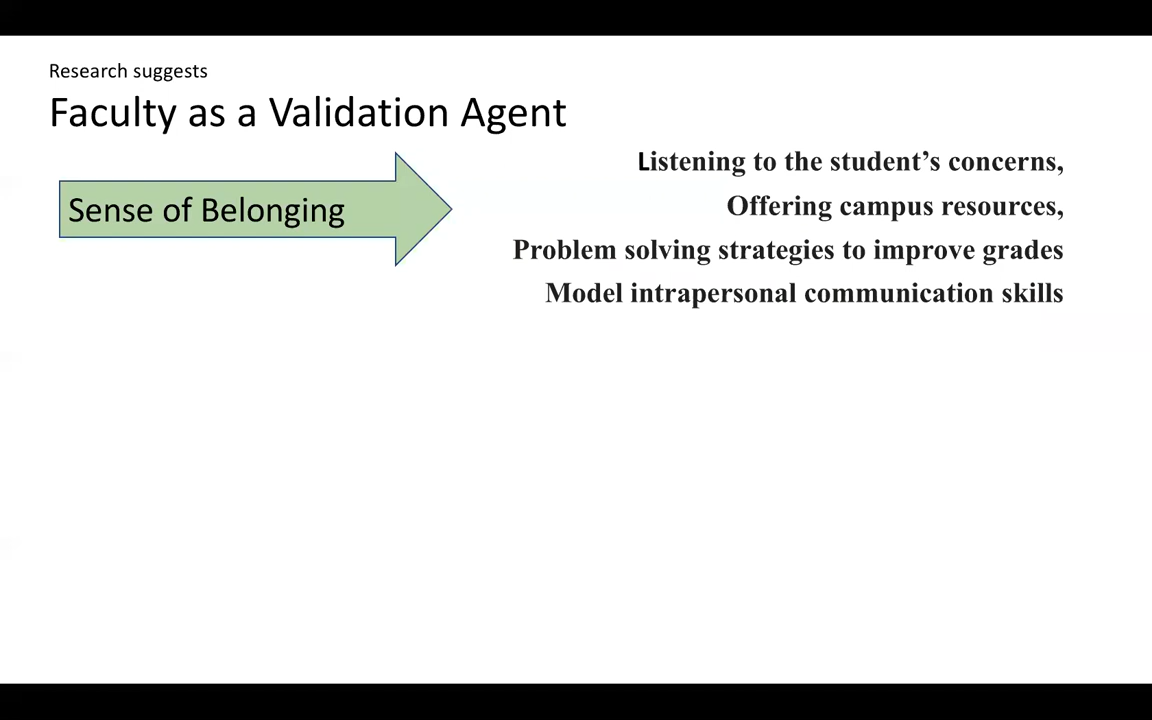 Research suggests
Faculty as a Validation Agent
Sense of Belonging
Listening to the student’s concerns,
Offering campus resources,
Problem solving strategies to improve grades
Model intrapersonal communication skills